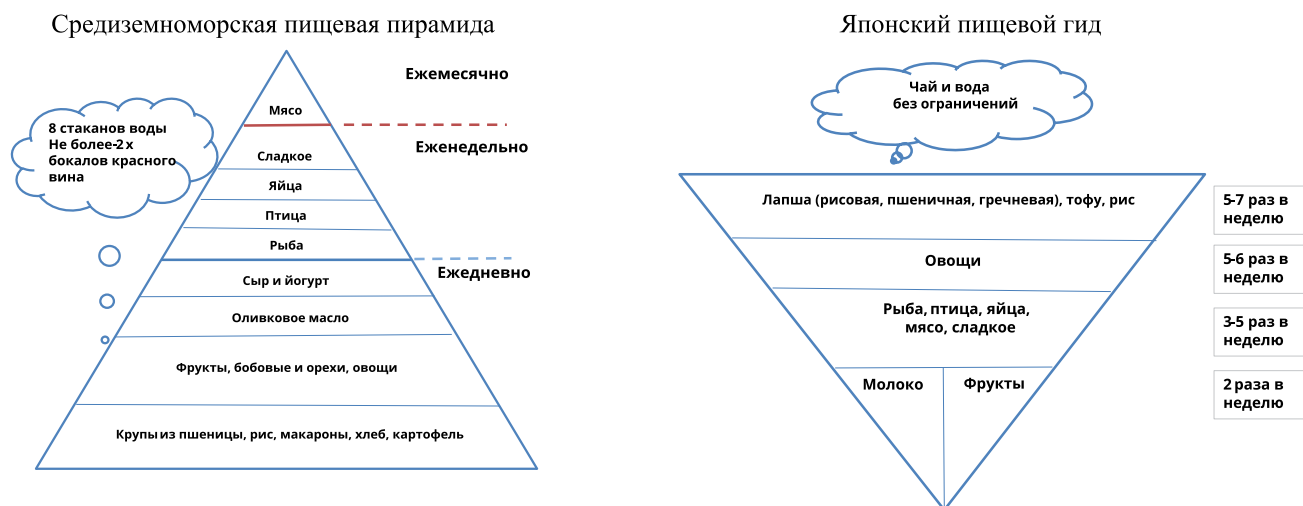 Средиземноморская пищевая пирамида
8 стаканов воды
Не более-2х
бокалов красного
вина
Ежемесячно
Мясо
Еженедельно
Сладкое
Яйца
Птица
Рыба
Ежедневно
Сыр и йогурт
Оливковое масло
Фрукты, бобовые и орехи, овощи
Крупы из пшеницы, рис, макароны, хлеб, картофель
Японский пищевой гид
Чай и вода
без ограничений
Лапша (рисовая, пшеничная, гречневая), тофу, рис
5-7 раз в
неделю
Овощи
5-6 раз в
неделю
Рыба, птица, яйца,
мясо, сладкое
3-5 раз в
неделю
Молоко
Фрукты
2 раза в
неделю